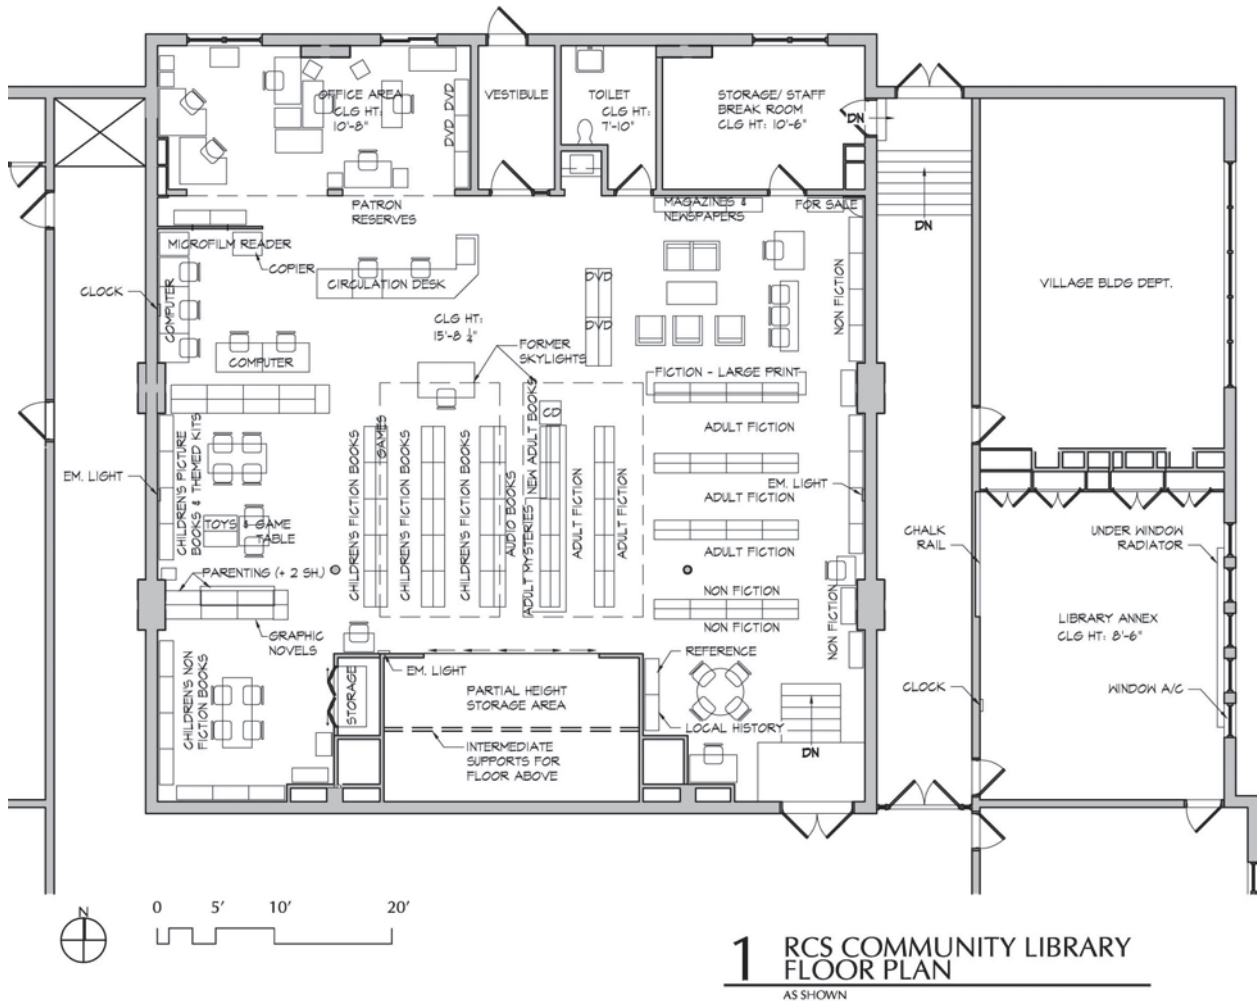 OFFICE AREA
CLG HT:
10'-8"
DVD DVD
VESTIBULE
TOILET
CLG HT:
7'-10"
STORAGE/ STAFF
BREAK ROOM
CLG HT: 10'-6"
DN
PATRON
RESERVES
MAGAZINES &
NEWSPAPERS
FOR SALE
DN
MICROFILM READER
COPIER
CIRCULATION DESK
CLOCK
COMPUTER
COMPUTER
CLG HT:
15'-8 ¼"
DVD
DVD
NON FICTION
VILLAGE BLDG DEPT.
FORMER
SKYLIGHTS
FICTION - LARGE PRINT
CD
GAMES
ADULT FICTION
EM. LIGHT
CHILDREN'S PICTURE
BOOKS & THEMED KITS
CHILDREN'S FICTION BOOKS
CHILDREN'S FICTION BOOKS
CHILDREN'S FICTION BOOKS
AUDIO BOOKS
ADULT MYSTERIES
NEW ADULT BOOKS
ADULT FICTION
ADULT FICTION
ADULT FICTION
EM. LIGHT
TOYS & GAME
TABLE
ADULT FICTION
CHALK
RAIL
UNDER WINDOW
RADIATOR
PARENTING (+ 2 SH.)
NON FICTION
NON FICTION
NON FICTION
LIBRARY ANNEX
CLG HT: 8'-6"
GRAPHIC
NOVELS
REFERENCE
CHILDREN'S NON
FICTION BOOKS
STORAGE
EM. LIGHT
PARTIAL HEIGHT
STORAGE AREA
LOCAL HISTORY
CLOCK
WINDOW A/C
INTERMEDIATE
SUPPORTS FOR
FLOOR ABOVE
DN
N
0 5' 10' 20'
1 RCS COMMUNITY LIBRARY
FLOOR PLAN
AS SHOWN